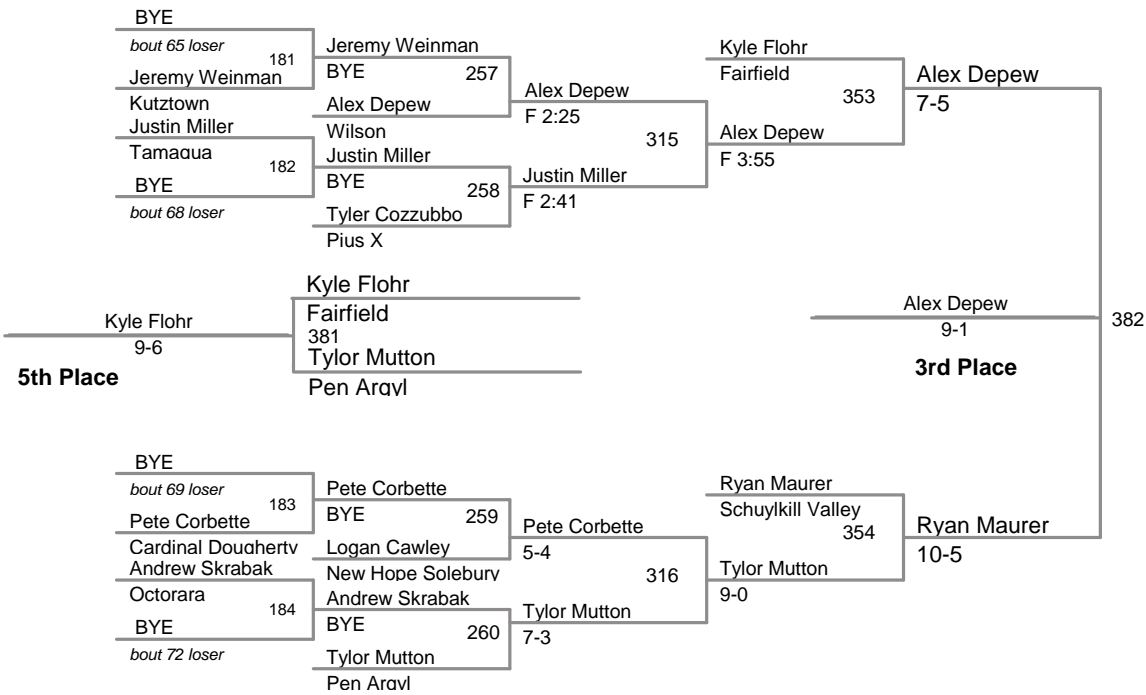 BYE
bout 65 loser
181
Jeremy Weinman
Kutztown
Justin Miller
Tamaqua
182
BYE
bout 68 loser
Jeremy Weinman
BYE
257
Alex Depew
Wilson
Justin Miller
BYE
258
Tyler Cozzubbo
Pius X
Alex Depew
F 2:25
315
Justin Miller
F 2:41
Kyle Flohr
Fairfield
353
Alex Depew
F 3:55
Alex Depew
7-5
Kyle Flohr
9-6
5th Place
Kyle Flohr
Fairfield
381
Tylor Mutton
Pen Argyl
Alex Depew
9-1
3rd Place
382
BYE
bout 69 loser
183
Pete Corbette
Cardinal Dougherty
Andrew Skrabak
Octorara
184
BYE
bout 72 loser
Pete Corbette
BYE
259
Logan Cawley
New Hope Solebury
Andrew Skrabak
BYE
260
Tylor Mutton
Pen Argyl
Pete Corbette
5-4
316
Tylor Mutton
7-3
Ryan Maurer
Schuylkill Valley
354
Tylor Mutton
9-0
Ryan Maurer
10-5